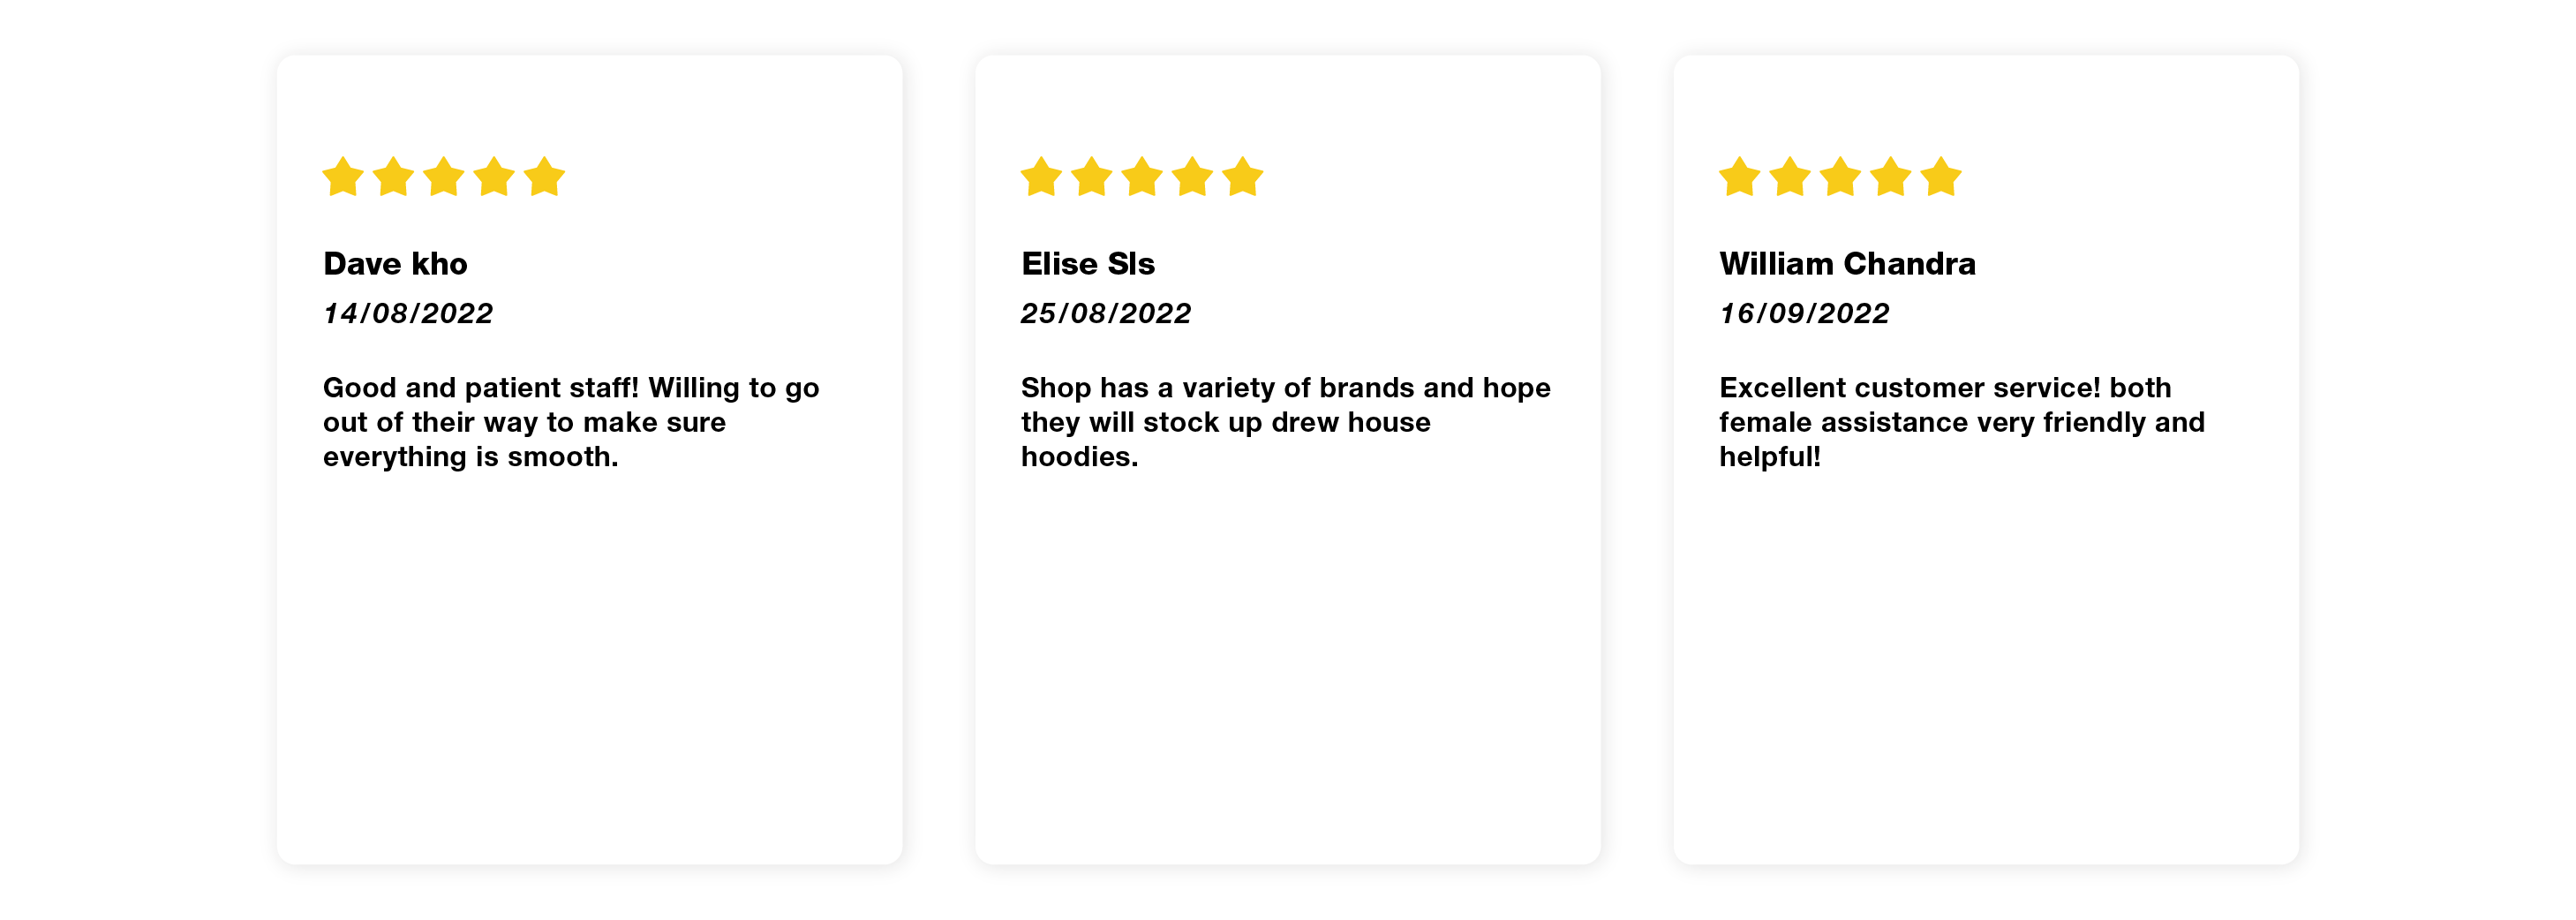 Dave kho
14/08/2022
Good and patient staff! Willing to go
out of their way to make sure
everything is smooth.
Elise Sls
25/08/2022
Shop has a variety of brands and hope
they will stock up drew house
hoodies.
William Chandra
16/09/2022
Excellent customer service! both
female assistance very friendly and
helpful!